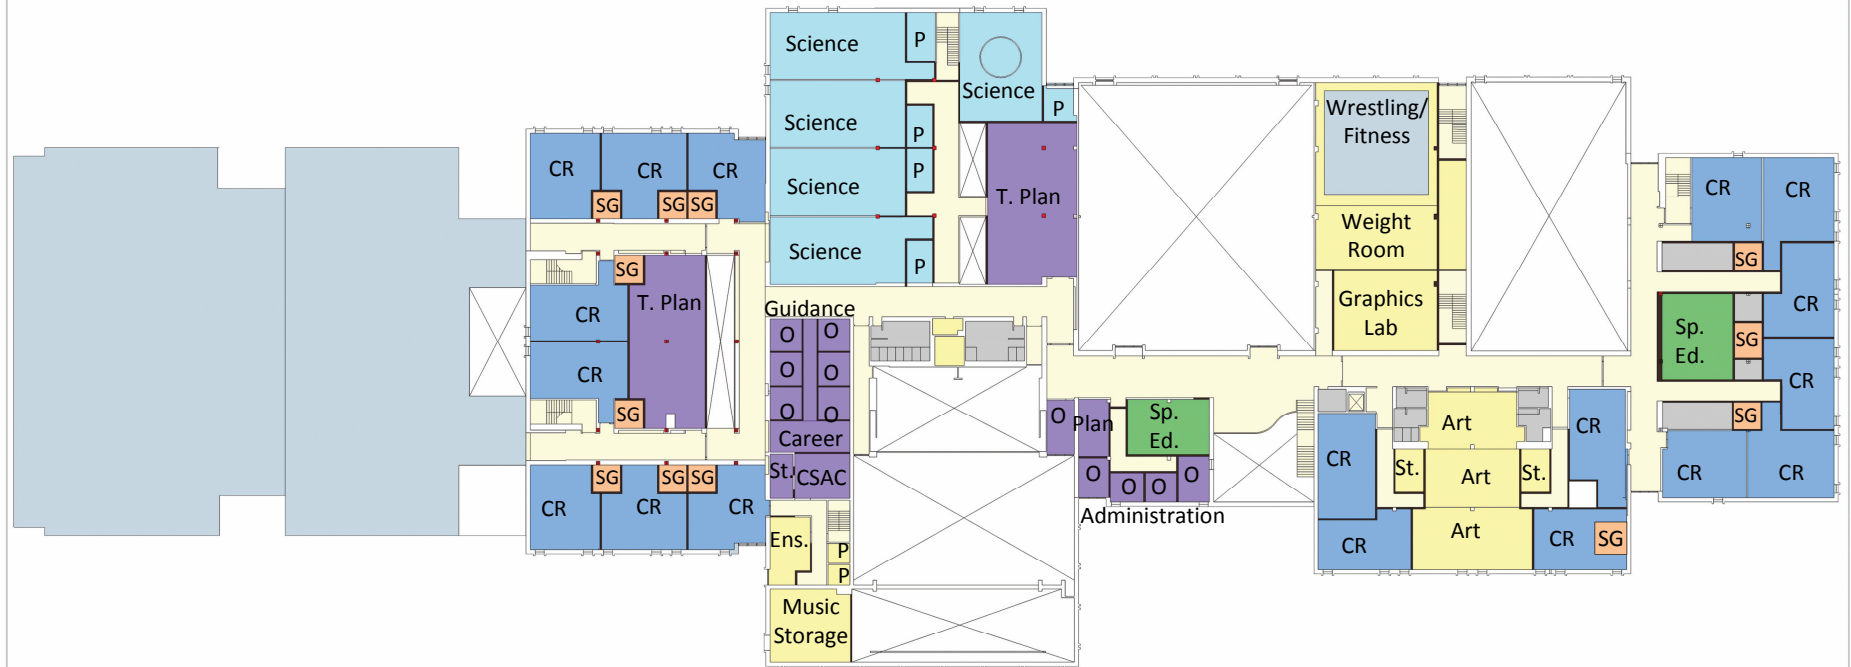 Science
P
Science
P
Science
P
Science
P
Science
P
Science
P
T. Plan
Wrestling/
Fitness
Weight
Room
Graphics
Lab
CR
CR
CR
SG
SG
SG
SG
CR
T. Plan
CR
SG
SG
SG
SG
CR
CR
CR
Guidance
O
O
O
O
O
O
Career
St.
CSAC
Ens.
P
P
Music
Storage
O
Plan
Sp.
Ed.
O
O
O
O
Administration
CR
CR
SG
CR
Sp.
Ed.
SG
CR
SG
CR
CR
Art
CR
CR
St.
Art
St.
CR
Art
CR
SG